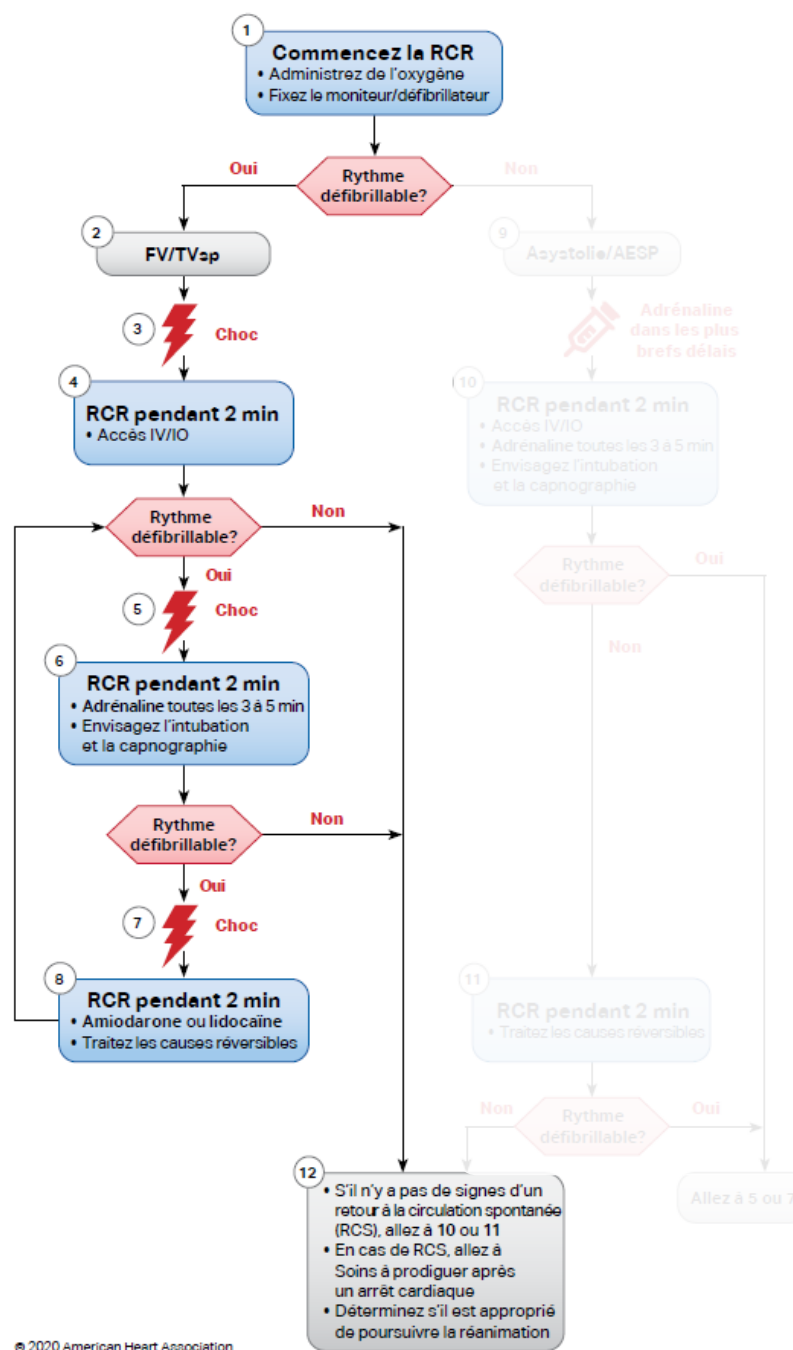 1
Commencez la RCR
• Administrez de l'oxygène
• Fixez le moniteur/défibrillateur
Oui
Rythme
défibrillable?
Non
2
FV/TVsp
9
Asystolie/AESP
3
Choc
Adrénaline
dans les plus
brefs délais
4
RCR pendant 2 min
• Accès IV/IO
10
RCR pendant 2 min
• Accès IV/IO
• Adrénaline toutes les 3 à 5 min
• Envisagez l'intubation
et la capnographie
Rythme
défibrillable?
Non
Oui
Rythme
défibrillable?
Oui
Non
5
Choc
6
RCR pendant 2 min
• Adrénaline toutes les 3 à 5 min
• Envisagez l'intubation
et la capnographie
Rythme
défibrillable?
Non
Oui
7
Choc
8
RCR pendant 2 min
• Amiodarone ou lidocaïne
• Traitez les causes réversibles
11
RCR pendant 2 min
• Traitez les causes réversibles
Non
Rythme
défibrillable?
Oui
12
• S'il n'y a pas de signes d'un
retour à la circulation spontanée
(RCS), allez à 10 ou 11
• En cas de RCS, allez à
Soins à prodiguer après
un arrêt cardiaque
• Déterminez s'il est approprié
de poursuivre la réanimation
Allez à 5 ou 7
© 2020 American Heart Association